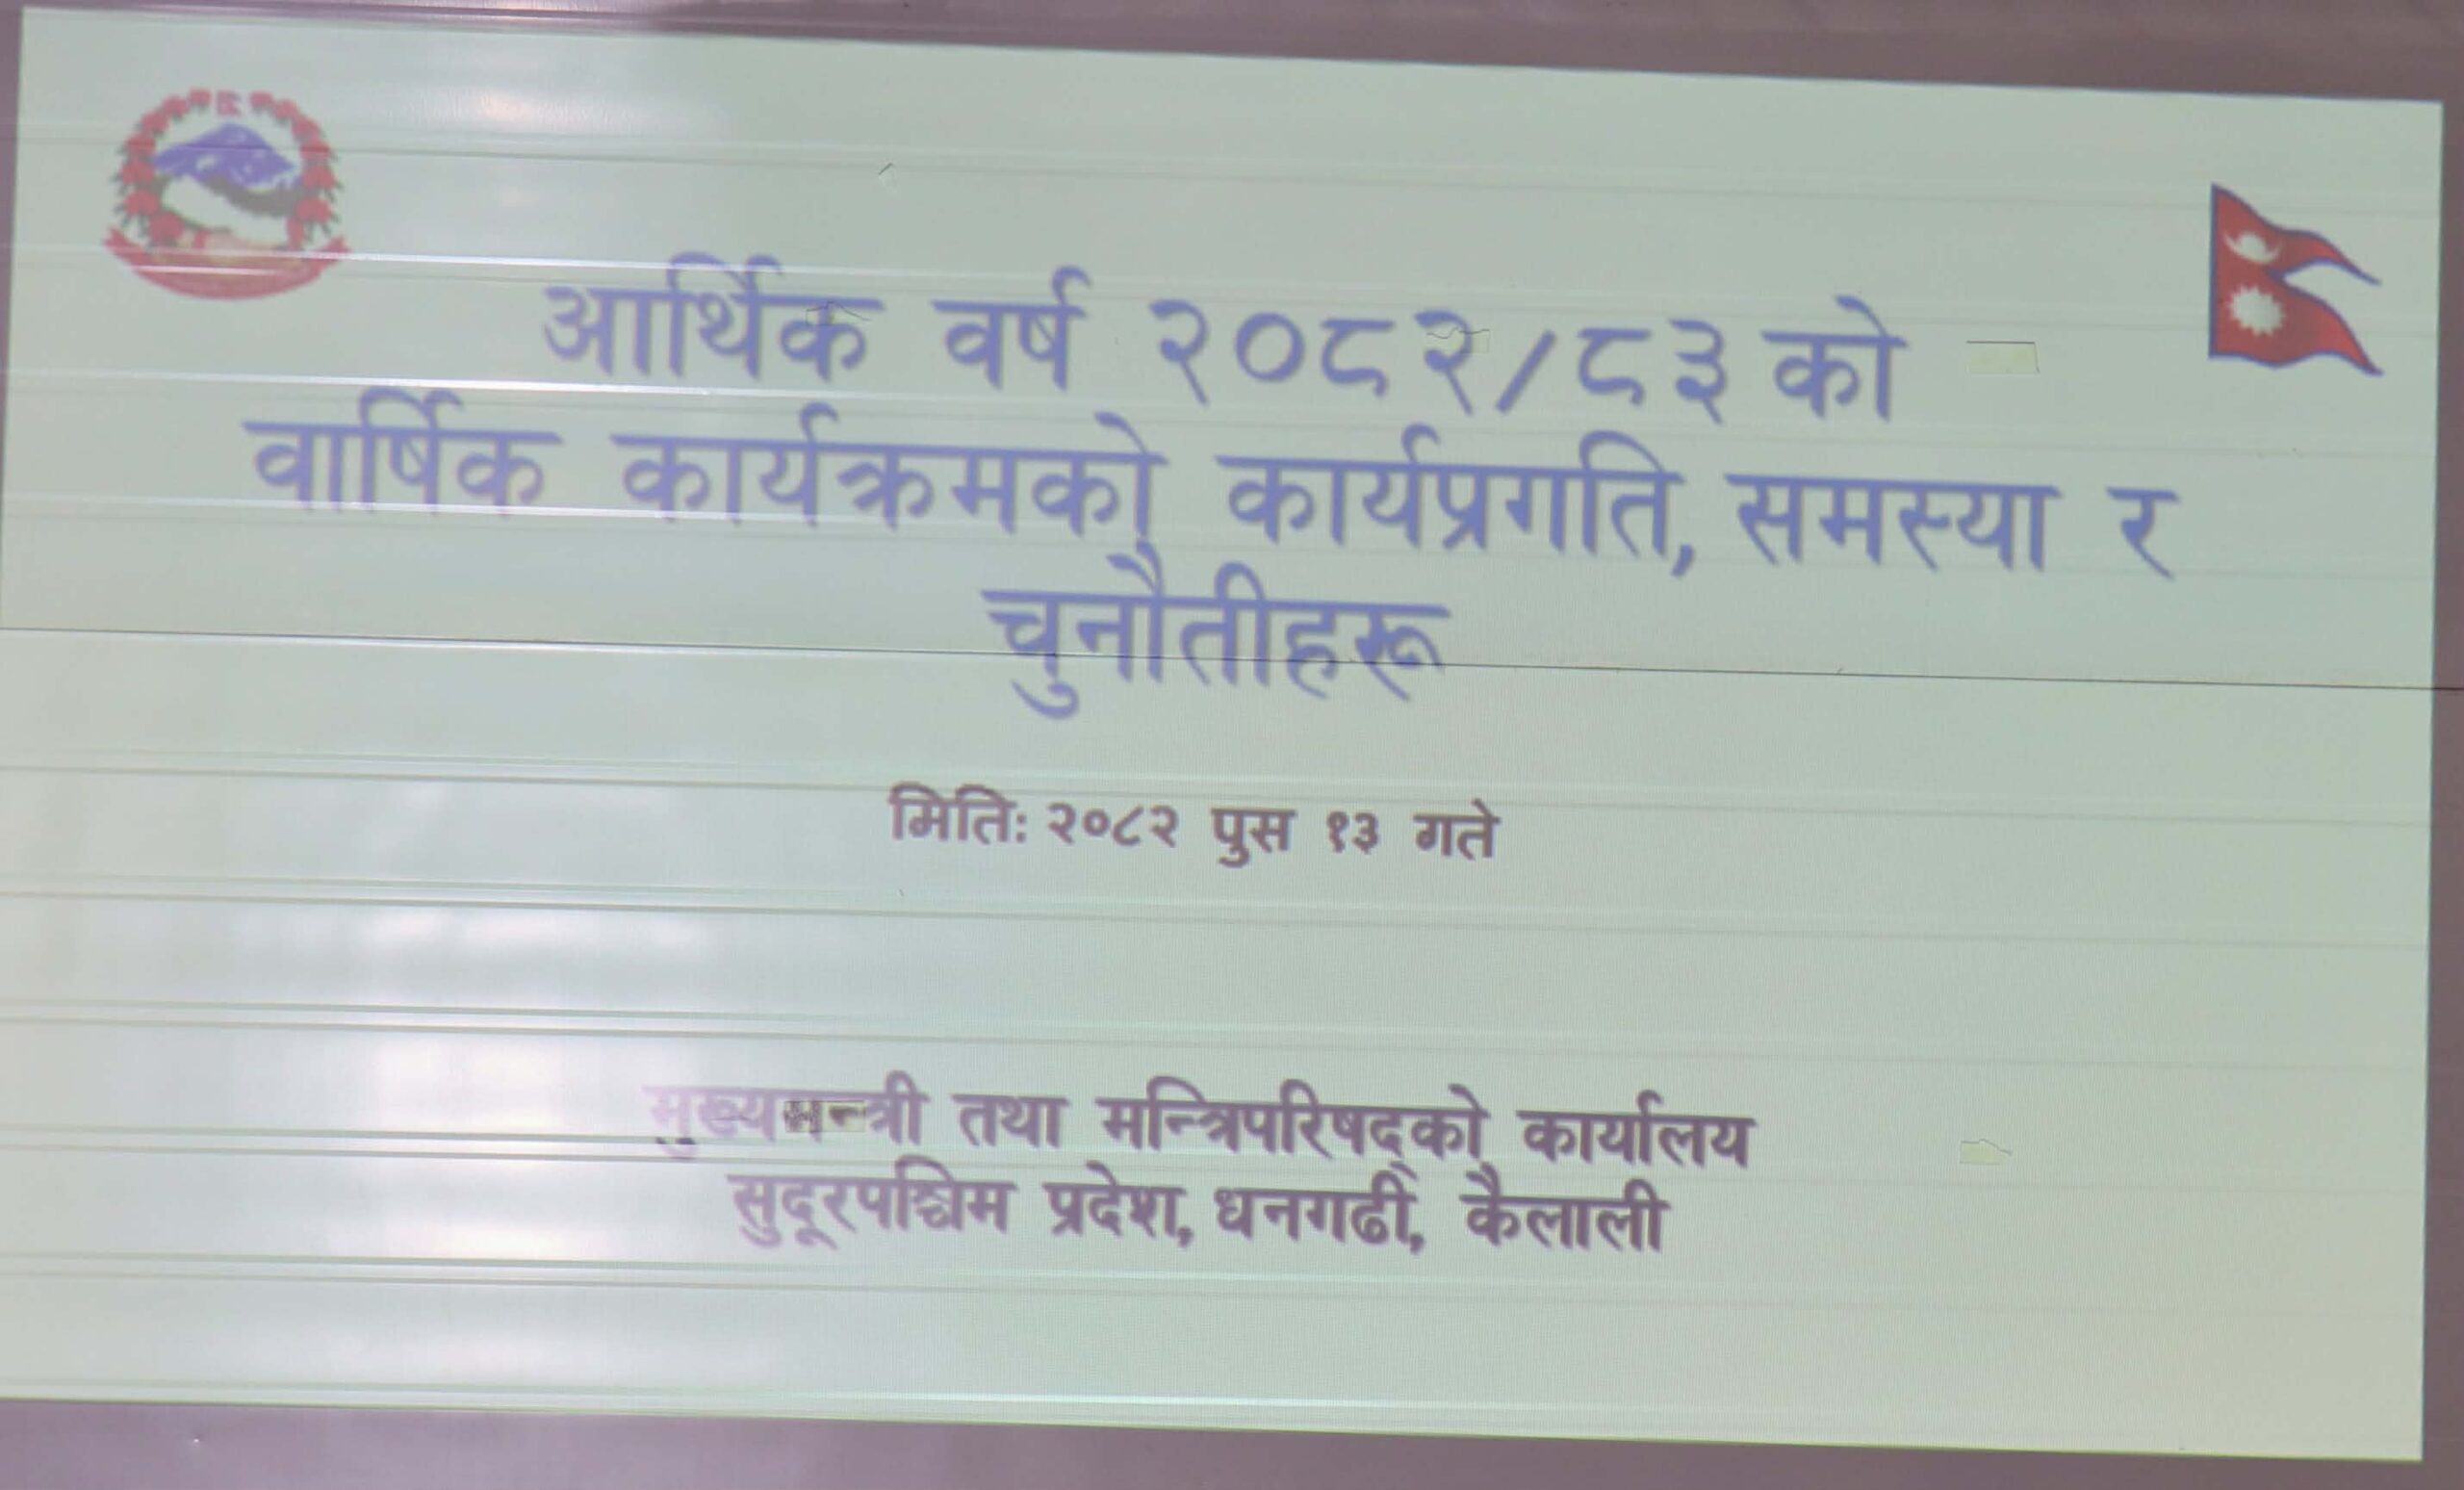 आर्थिक वर्ष २०८२/८३ को
वार्षिक कार्यक्रमको कार्यप्रगति, समस्या र
चुनौतीहरू
मितिः २०८२ पुस १३ गते
मुख्यमन्त्री तथा मन्त्रिपरिषद्को कार्यालय
सुदूरपश्चिम प्रदेश, धनगढी, कैलाली